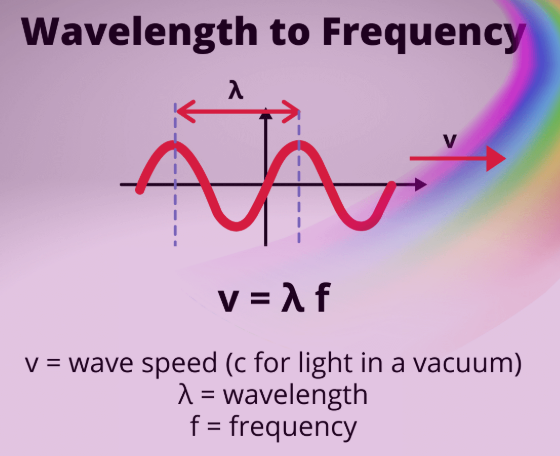 Wavelength to Frequency
λ
v
v = λ f
v = wave speed (c for light in a vacuum)
λ = wavelength
f = frequency